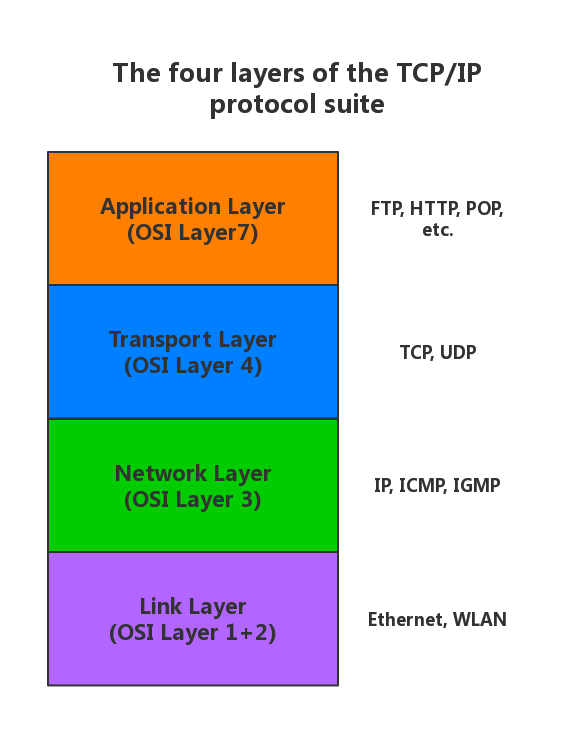 The four layers of the TCP/IP
protocol suite
Application Layer
(OSI Layer7)
FTP, HTTP, POP,
etc.
Transport Layer
(OSI Layer 4)
TCP, UDP
Network Layer
(OSI Layer 3)
IP, ICMP, IGMP
Link Layer
(OSI Layer 1+2)
Ethernet, WLAN